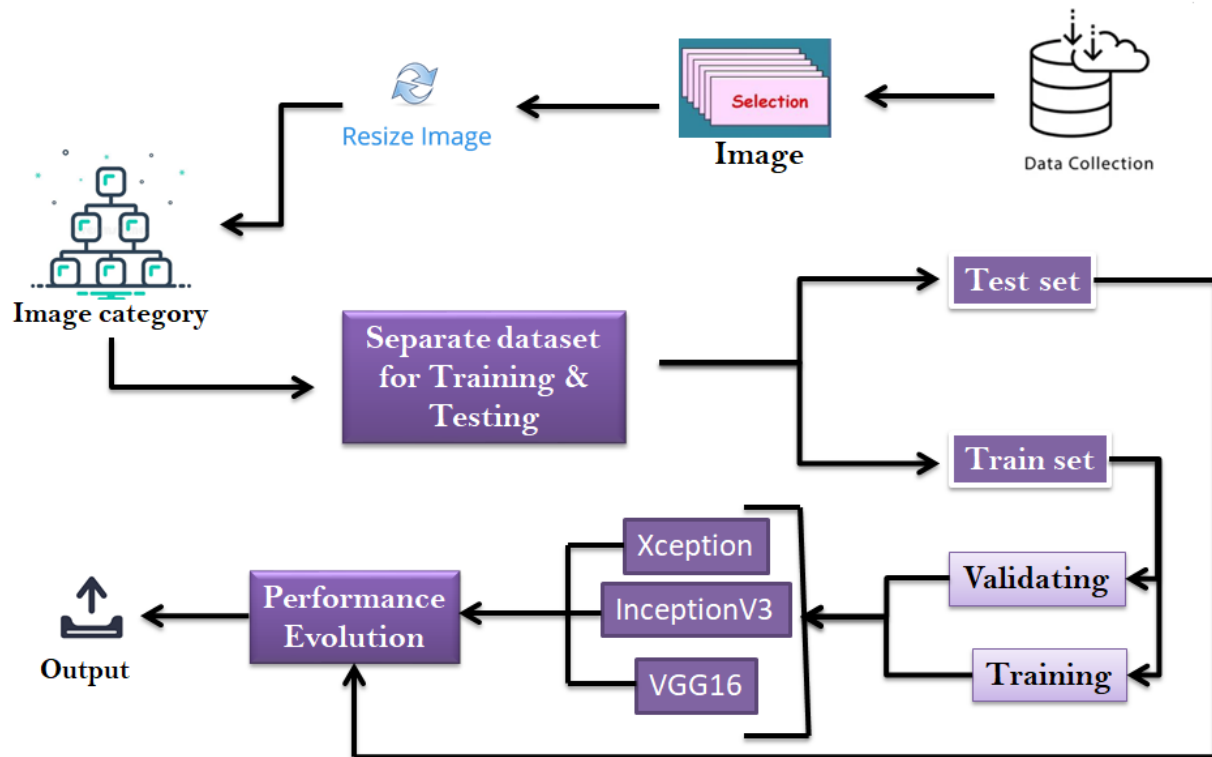 Selection
Image
Data Collection
Resize Image
Image category
Separate dataset
for Training &
Testing
Test set
Train set
Validating
Training
Xception
InceptionV3
VGG16
Performance
Evolution
Output